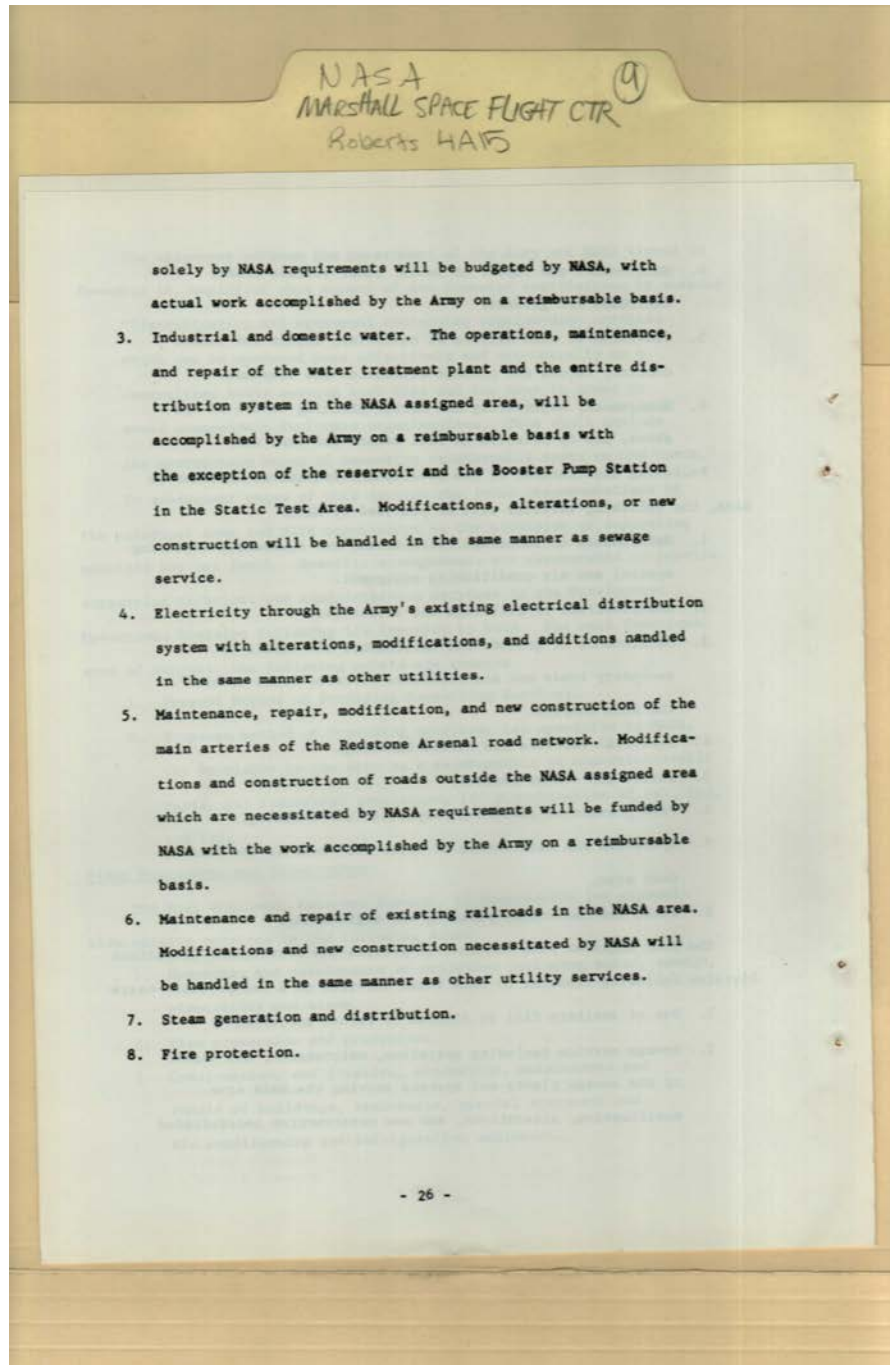 NASA 9
MARSHALL SPACE FLIGHT CTR
Roberts 4A15
solely by NASA requirements will be budgeted by NASA, with
actual work accomplished by the Army on a reimbursable basis.
3. Industrial and domestic water. The operations, maintenance,
and repair of the water treatment plant and the entire dis-
tribution system in the NASA assigned area, will be
accomplished by the Army on a reimbursable basis with
the exception of the reservoir and the Booster Pump Station
in the Static Test Area. Modifications, alterations, or new
construction will be handled in the same manner as sewage
service.
4. Electricity through the Army's existing electrical distribution
system with alterations, modifications, and additions nandled
in the same manner as other utilities.
5. Maintenance, repair, modification, and new construction of the
main arteries of the Redstone Arsenal road network. Modifica-
tions and construction of roads outside the NASA assigned area
which are necessitated by NASA requirements will be funded by
NASA with the work accomplished by the Army on a reimbursable
basis.
6. Maintenance and repair of existing railroads in the NASA area.
Modifications and new construction necessitated by NASA will
be handled in the same manner as other utility services.
7. Steam generation and distribution.
8. Fire protection.
- 26 -